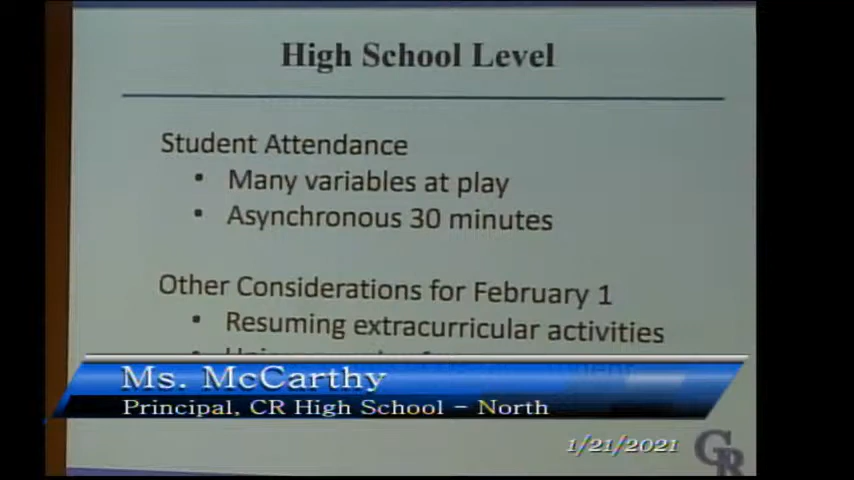 High School Level
Student Attendance
• Many variables at play
• Asynchronous 30 minutes
Other Considerations for February 1
• Resuming extracurricular activities
Ms. McCarthy
Principal, CR High School - North
1/21/2021
CR